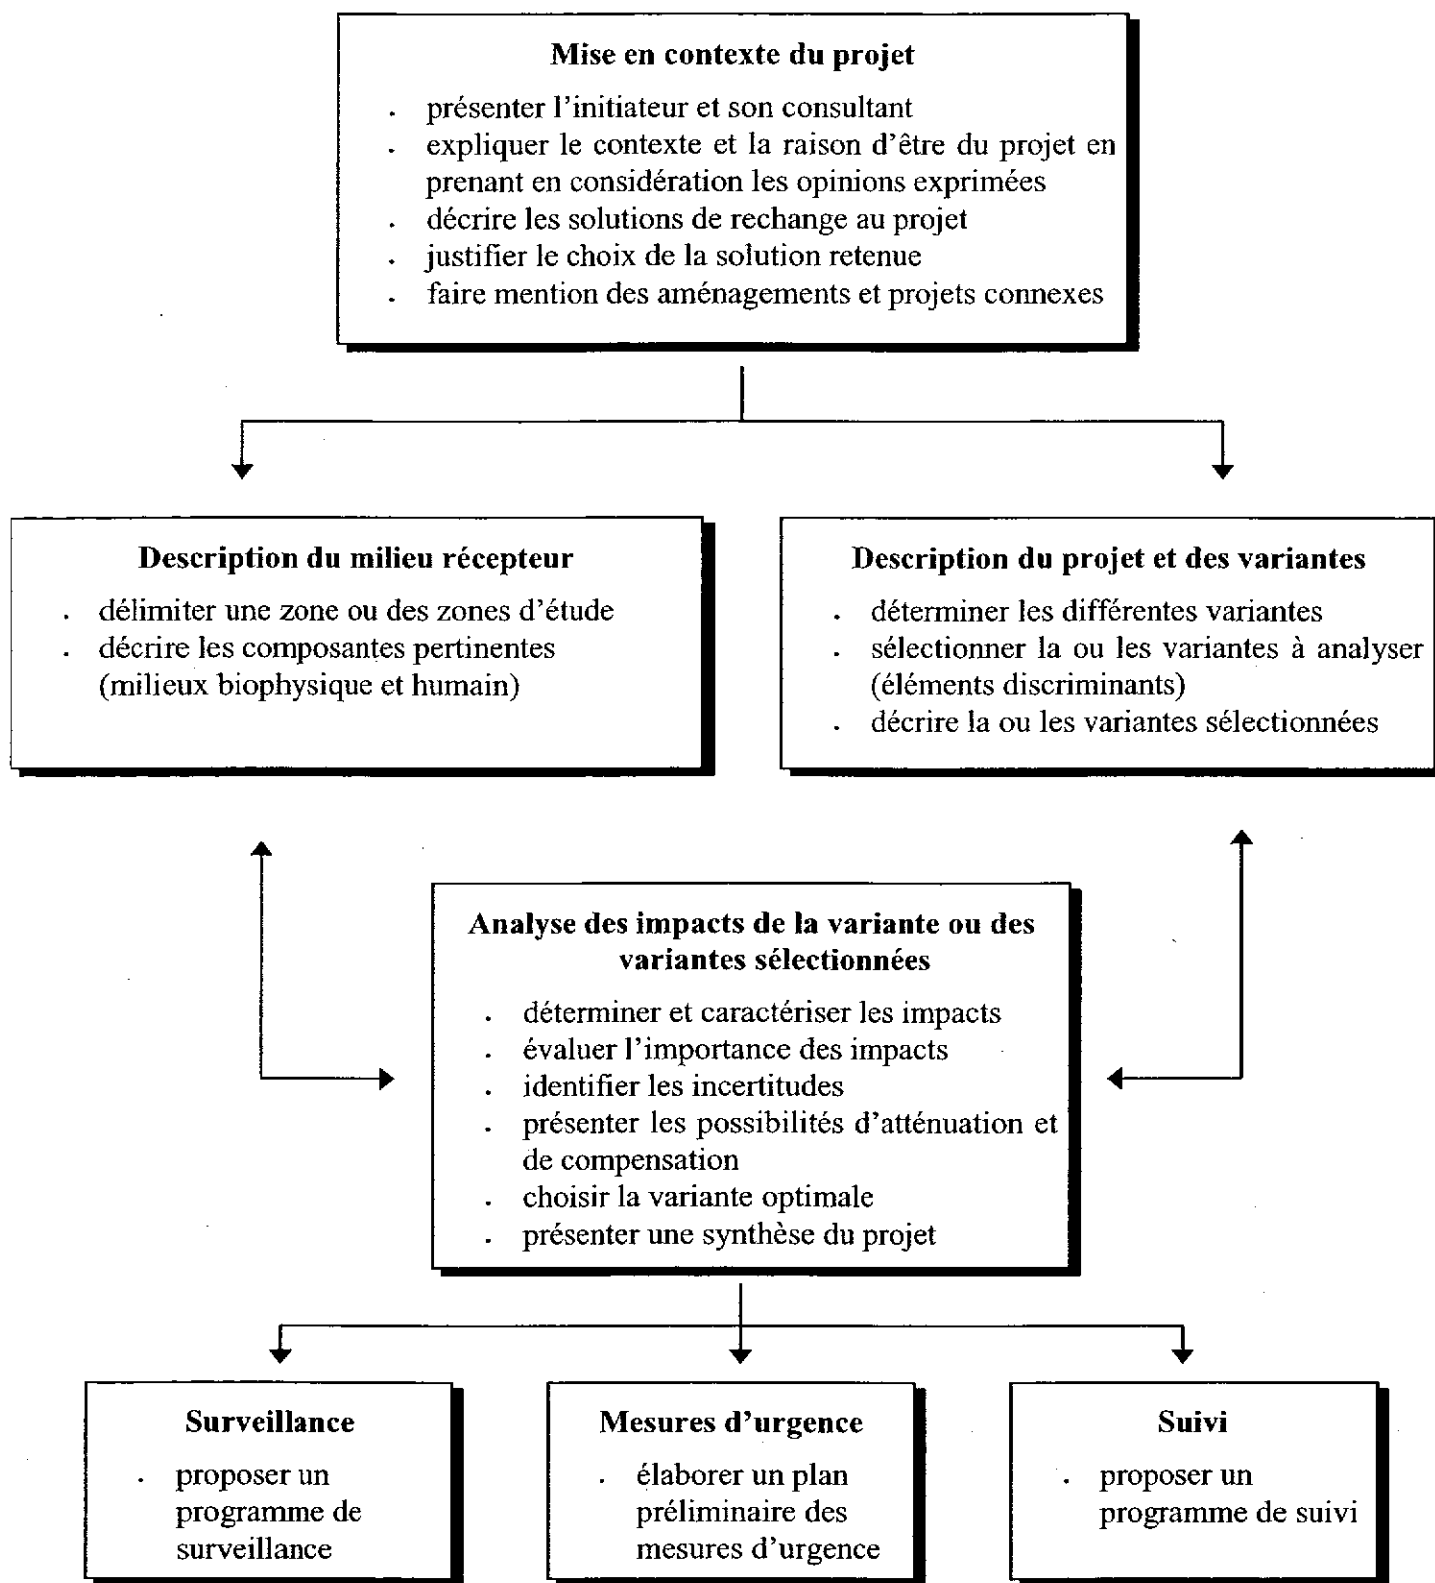 Mise en contexte du projet
. présenter l'initiateur et son consultant
. expliquer le contexte et la raison d'être du projet en
prenant en considération les opinions exprimées
. décrire les solutions de rechange au projet
. justifier le choix de la solution retenue
. faire mention des aménagements et projets connexes
Description du milieu récepteur
. délimiter une zone ou des zones d'étude
. décrire les composantes pertinentes
(milieux biophysique et humain)
Description du projet et des variantes
. déterminer les différentes variantes
. sélectionner la ou les variantes à analyser
(éléments discriminants)
. décrire la ou les variantes sélectionnées
Analyse des impacts de la variante ou des
variantes sélectionnées
. déterminer et caractériser les impacts
. évaluer l'importance des impacts
. identifier les incertitudes
. présenter les possibilités d'atténuation et
de compensation
. choisir la variante optimale
. présenter une synthèse du projet
Surveillance
. proposer un
programme de
surveillance
Mesures d'urgence
. élaborer un plan
préliminaire des
mesures d'urgence
Suivi
. proposer un
programme de suivi